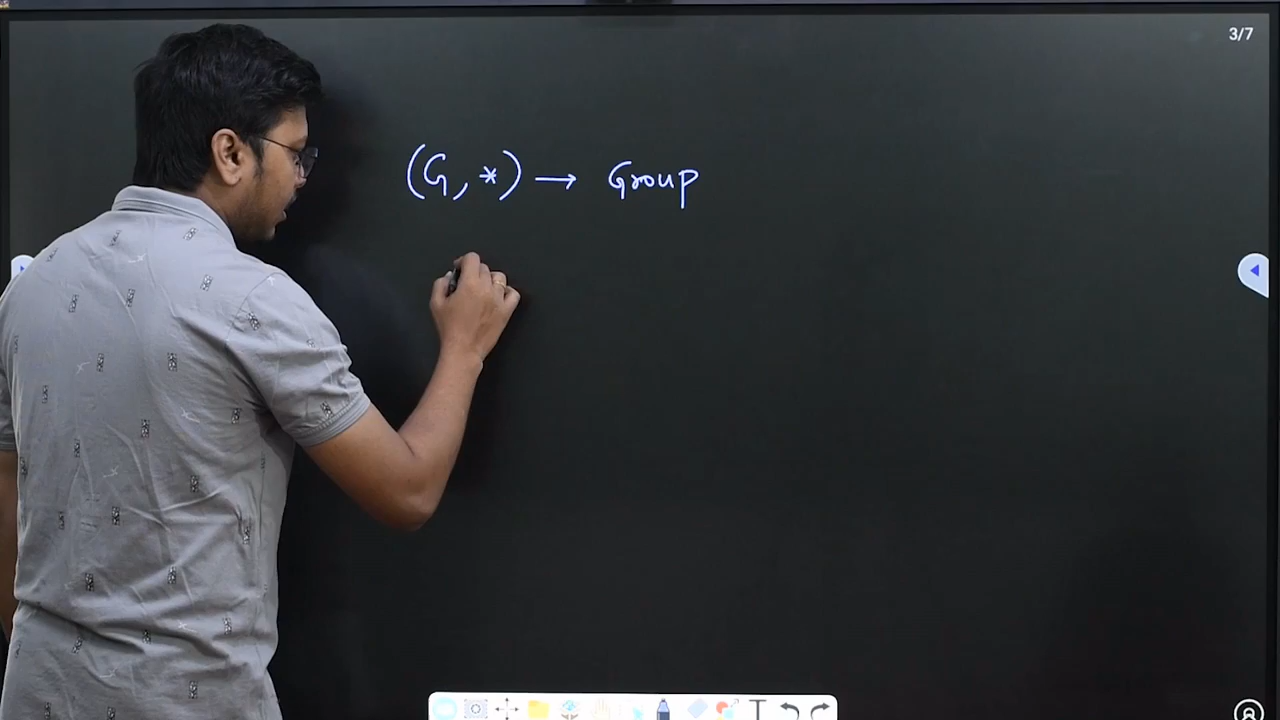 3/7
(G, *) → Group
T